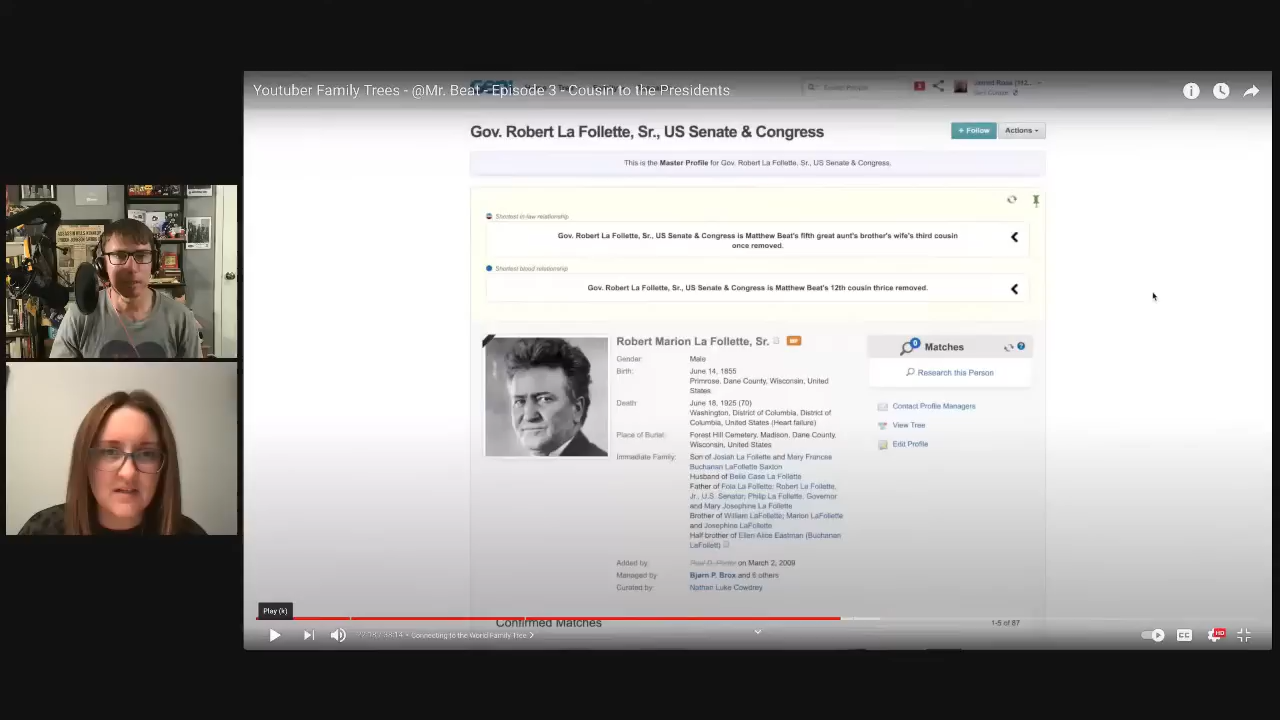 Youtuber Family Trees - @Mr. Beat - Episode 3 - Cousin to the Presidents
Gov. Robert La Follette, Sr., US Senate & Congress
+ Follow
Actions
This is the Master Profile for Gov. Robert La Follette, Sr., US Senate & Congress.
Shortest in-law relationship
Gov. Robert La Follette, Sr., US Senate & Congress is Matthew Beat's fifth great aunt's brother's wife's third cousin
once removed.
Shortest blood relationship
Gov. Robert La Follette, Sr., US Senate & Congress is Matthew Beat's 12th cousin thrice removed.
Robert Marion La Follette, Sr.
MP
Gender: Male
Birth: June 14, 1855
Primrose, Dane County, Wisconsin, United
States
Death: June 18, 1925 (70)
Washington, District of Columbia, District of
Columbia, United States (Heart failure)
Place of Burial: Forest Hill Cemetery, Madison, Dane County,
Wisconsin, United States
Immediate Family: Son of Josiah La Follette and Mary Frances
Buchanan LaFollette Saxton
Husband of Belle Case La Follette
Father of Fola La Follette; Robert La Follette,
Jr., U.S. Senator; Philip La Follette, Governor
and Mary Josephine La Follette
Brother of William LaFollette; Marion LaFollette
and Josephine LaFollette
Half brother of Ellen Alice Eastman (Buchanan
LaFollett)
Added by: on March 2, 2009
Managed by: Bjørn P. Brox and 6 others
Curated by: Nathan Luke Cowdrey
0
Matches
Research this Person
Contact Profile Managers
View Tree
Edit Profile
Confirmed Matches
1-5 of 87
Play (k)
• Connecting to the World Family Tree
CC
HD